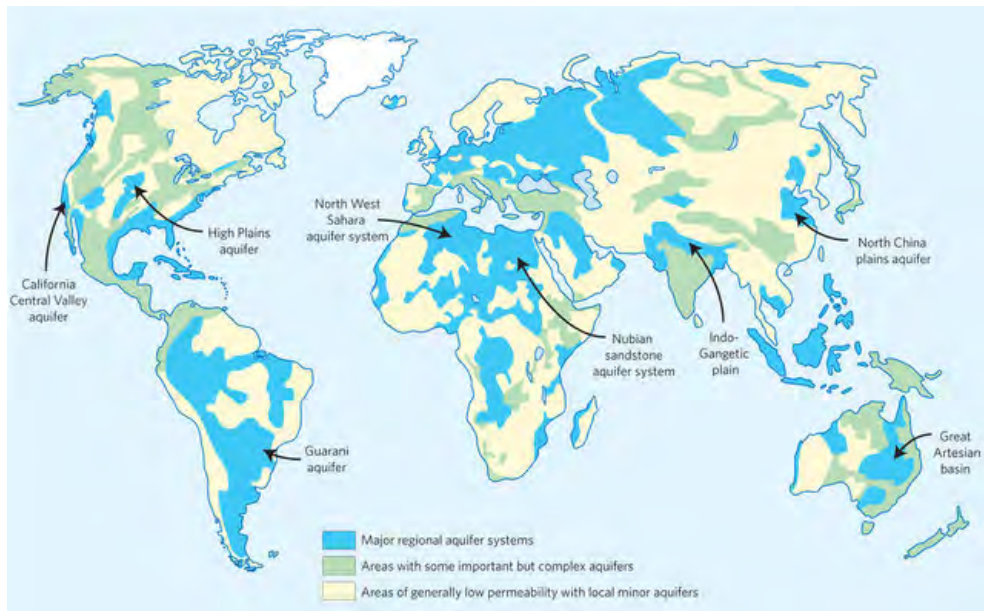 North West
Sahara
aquifer system
High Plains
aquifer
California
Central Valley
aquifer
North China
plains aquifer
Indo-
Gangetic
plain
Nubian
sandstone
aquifer system
Guarani
aquifer
Great
Artesian
basin
Major regional aquifer systems
Areas with some important but complex aquifers
Areas of generally low permeability with local minor aquifers